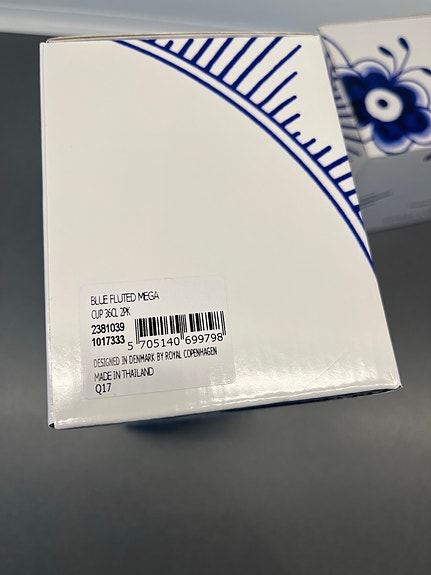 BLUE FLUTED MEGA
CUP 36CL 2PK
2381039
1017333 5 705140 699798
DESIGNED IN DENMARK BY ROYAL COPENHAGEN
MADE IN THAILAND
Q17